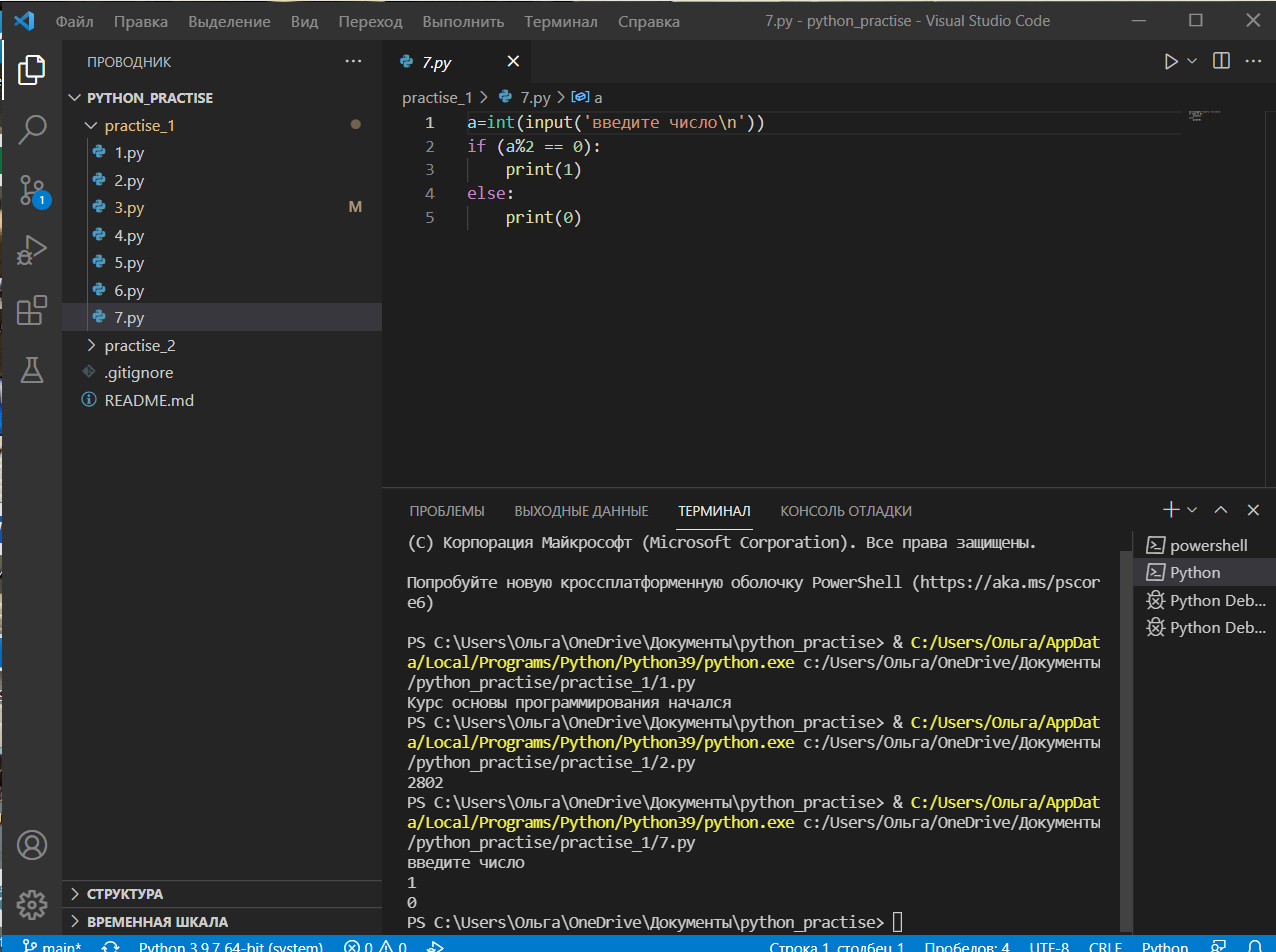 Файл Правка Выделение Вид Переход Выполнить Терминал Справка 7.py - python_practise - Visual Studio Code
ПРОВОДНИК
PYTHON_PRACTISE
practise_1
1.py
2.py
3.py M
4.py
5.py
6.py
7.py
practise_2
.gitignore
README.md
СТРУКТУРА
ВРЕМЕННАЯ ШКАЛА
1
7.py
practise_1 > 7.py > a
1 a=int(input('введите число\n'))
2 if (a%2 == 0):
3     print(1)
4 else:
5     print(0)
ПРОБЛЕМЫ ВЫХОДНЫЕ ДАННЫЕ ТЕРМИНАЛ КОНСОЛЬ ОТЛАДКИ
(C) Корпорация Майкрософт (Microsoft Corporation). Все права защищены.
Попробуйте новую кроссплатформенную оболочку PowerShell (https://aka.ms/pscor
e6)
PS C:\Users\Ольга\OneDrive\Документы\python_practise> & C:/Users/Ольга/AppDat
a/Local/Programs/Python/Python39/python.exe c:/Users/Ольга/OneDrive/Документы
/python_practise/practise_1/1.py
Курс основы программирования начался
PS C:\Users\Ольга\OneDrive\Документы\python_practise> & C:/Users/Ольга/AppDat
a/Local/Programs/Python/Python39/python.exe c:/Users/Ольга/OneDrive/Документы
/python_practise/practise_1/2.py
2802
PS C:\Users\Ольга\OneDrive\Документы\python_practise> & C:/Users/Ольга/AppDat
a/Local/Programs/Python/Python39/python.exe c:/Users/Ольга/OneDrive/Документы
/python_practise/practise_1/7.py
введите число
1
0
PS C:\Users\Ольга\OneDrive\Документы\python_practise>
powershell
Python
Python Deb...
Python Deb...
main* Python 3.9.7 64-bit (system) 0 0 Строка 1, столбец 1 Пробелов: 4 UTF-8 CRLF Python